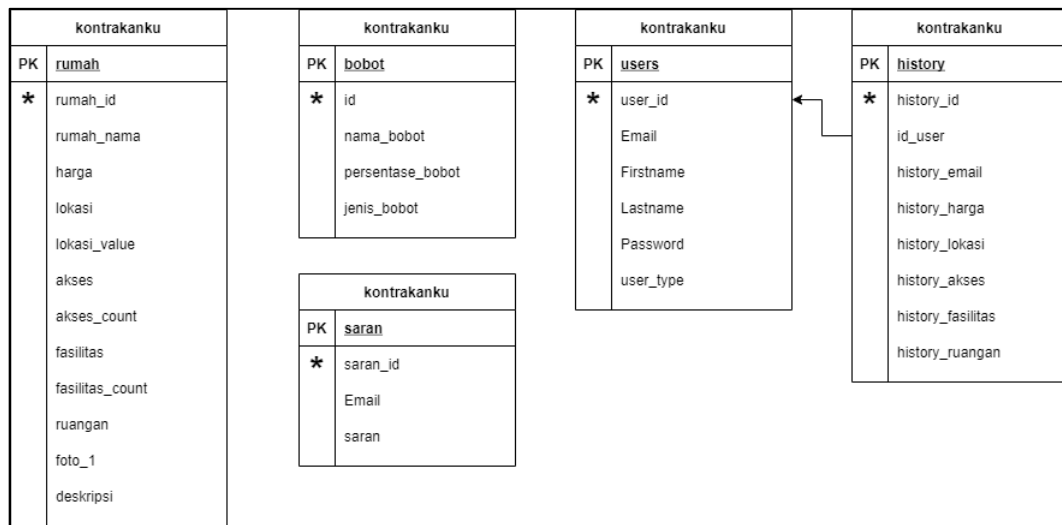 kontrakanku
PK rumah
* rumah_id
rumah_nama
harga
lokasi
lokasi_value
akses
akses_count
fasilitas
fasilitas_count
ruangan
foto_1
deskripsi
kontrakanku
PK bobot
* id
nama_bobot
persentase_bobot
jenis_bobot
kontrakanku
PK saran
* saran_id
Email
saran
kontrakanku
PK users
* user_id
Email
Firstname
Lastname
Password
user_type
kontrakanku
PK history
* history_id
id_user
history_email
history_harga
history_lokasi
history_akses
history_fasilitas
history_ruangan